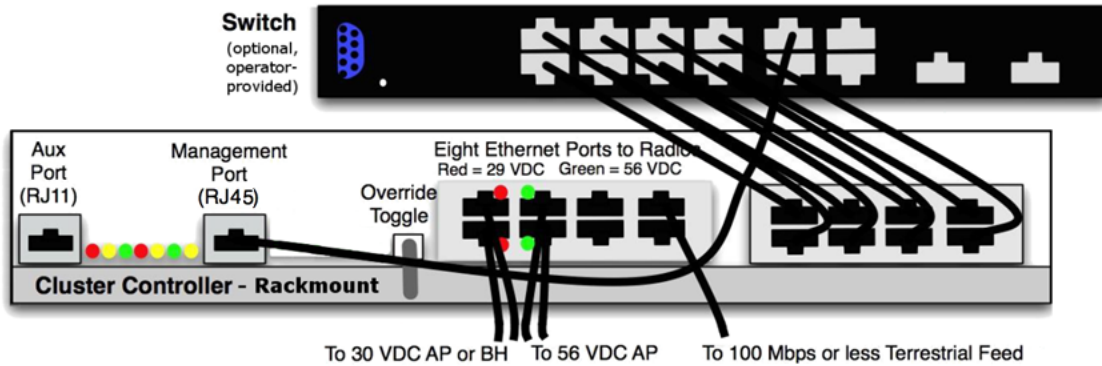 Switch
(optional,
operator-
provided)
Aux
Port
(RJ11)
Management
Port
(RJ45)
Override
Toggle
Eight Ethernet Ports to Radios
Red = 29 VDC Green = 56 VDC
Cluster Controller - Rackmount
To 30 VDC AP or BH
To 56 VDC AP
To 100 Mbps or less Terrestrial Feed